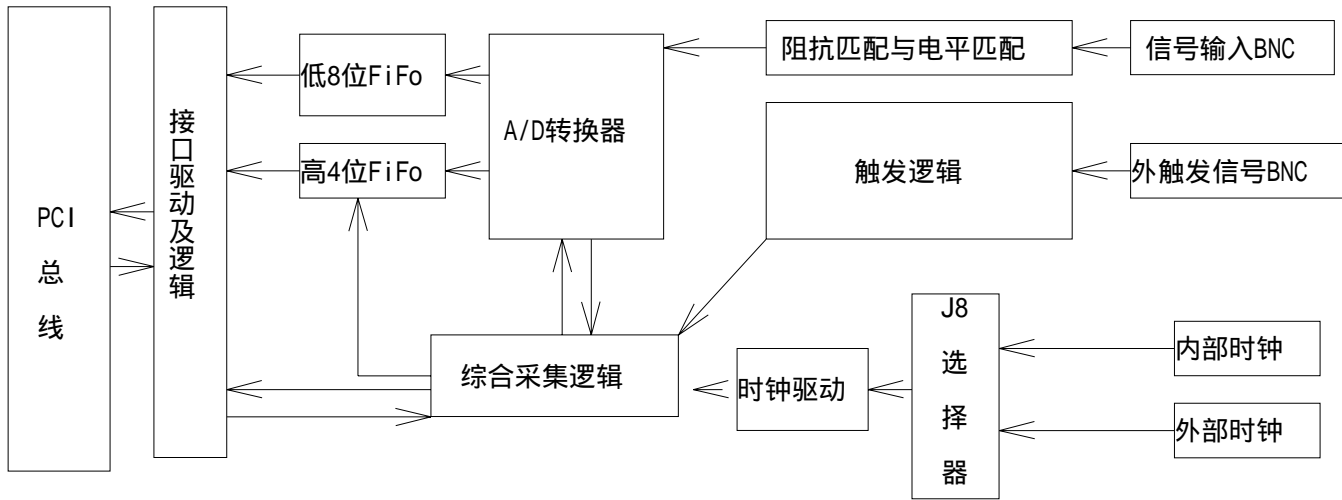 阻抗匹配与电平匹配
信号输入BNC
低8位FiFo
A/D转换器
接口驱动及逻辑
高4位FiFo
触发逻辑
外触发信号BNC
PCI
总
线
J8
选
择
器
内部时钟
综合采集逻辑
时钟驱动
外部时钟